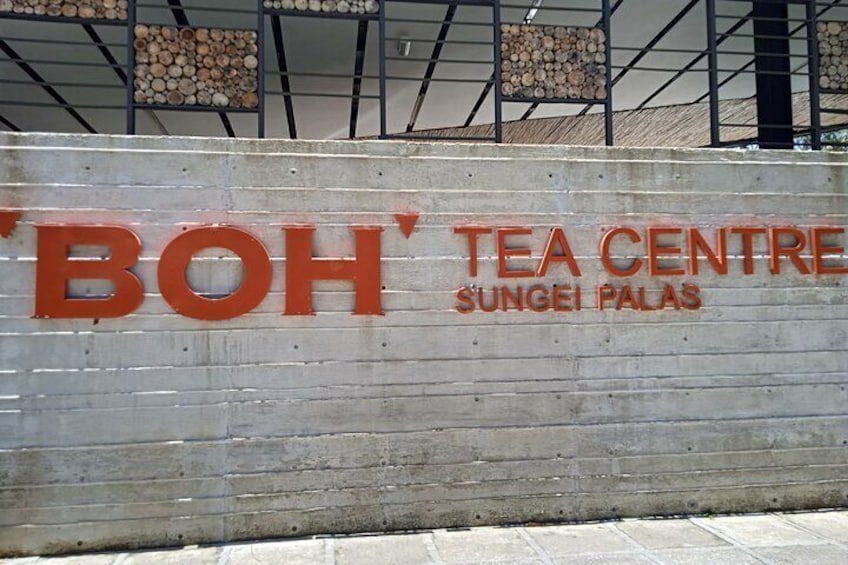 BOH TEA CENTRE
SUNGEI PALAS